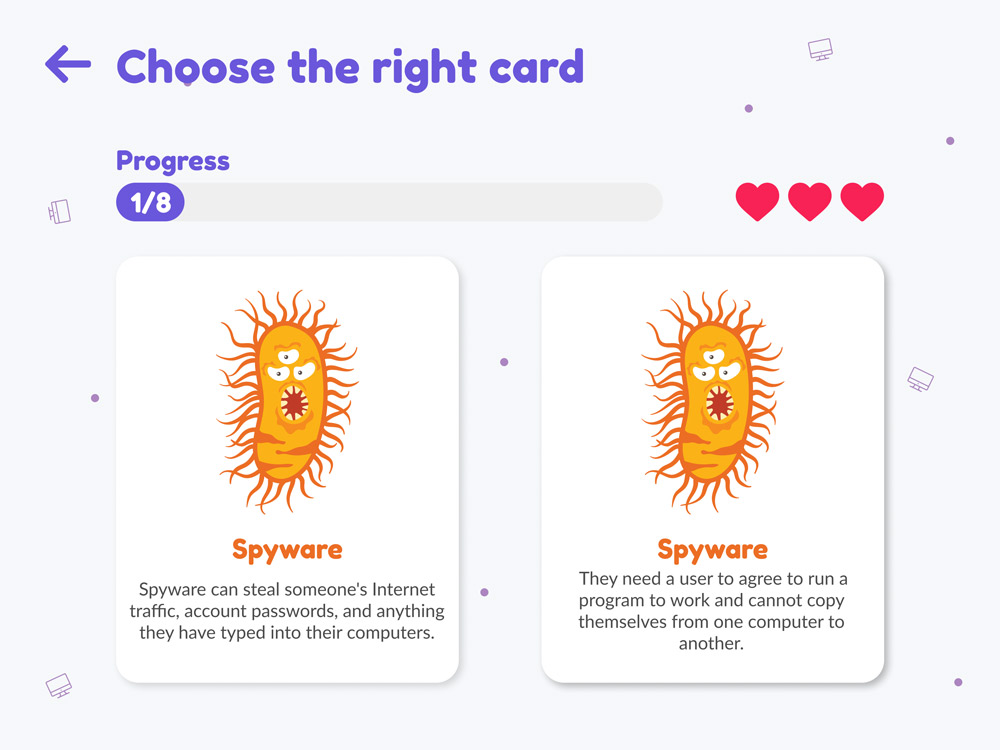 Choose the right card
Progress
1/8
Spyware
Spyware can steal someone's Internet
traffic, account passwords, and anything
they have typed into their computers.
Spyware
They need a user to agree to run a
program to work and cannot copy
themselves from one computer to
another.